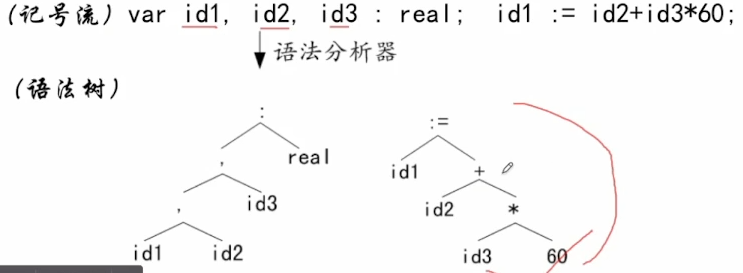 (记号流) var id1, id2, id3 : real; id1 := id2+id3*60;
语法分析器
(语法树)
: :=
, real id1 +
, id3 id2 *
id1 id2 id3 60